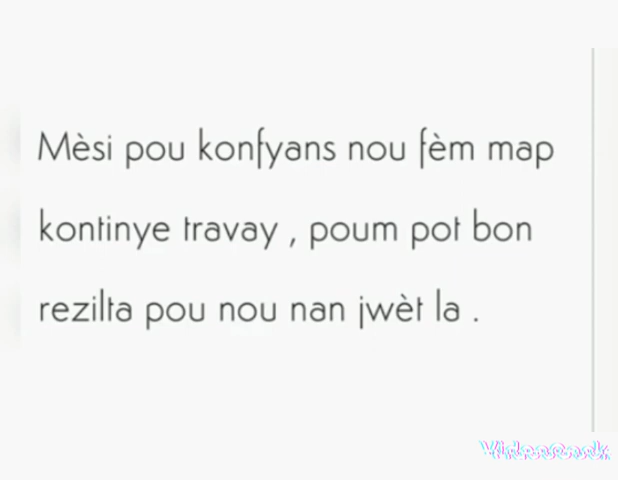 Mèsi pou konfyans nou fèm map
kontinye travay , poum pot bon
rezilta pou nou nan jwèt la .